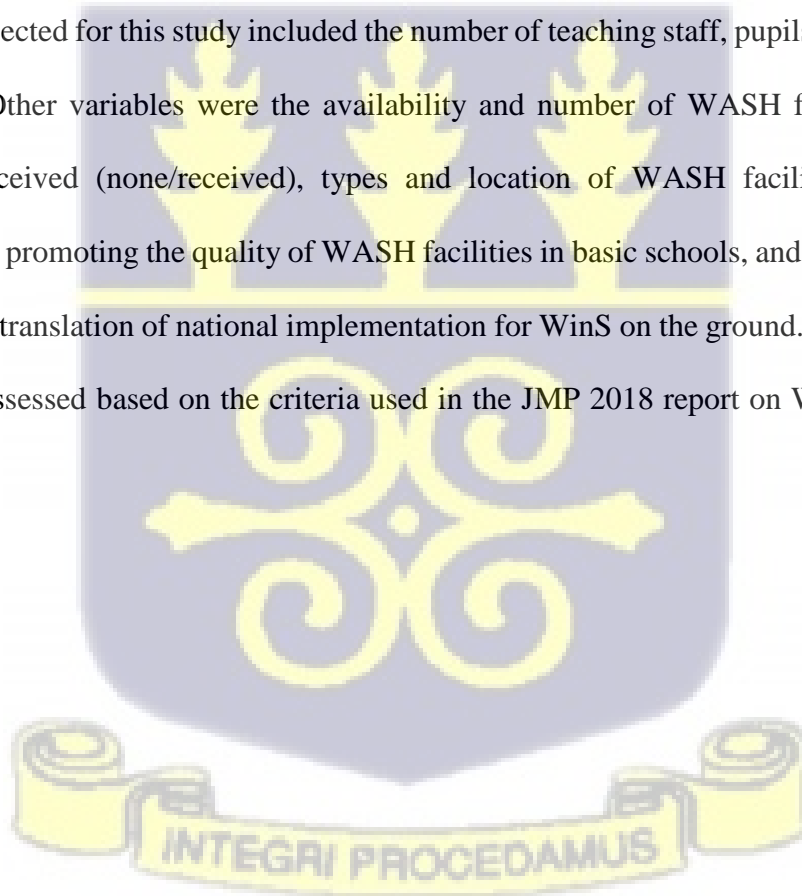 ected for this study included the number of teaching staff, pupils
Other variables were the availability and number of WASH f
ceived (none/received), types and location of WASH facili
promoting the quality of WASH facilities in basic schools, and
translation of national implementation for WinS on the ground.
ssessed based on the criteria used in the JMP 2018 report on W
INTEGRI PROCEDAMUS